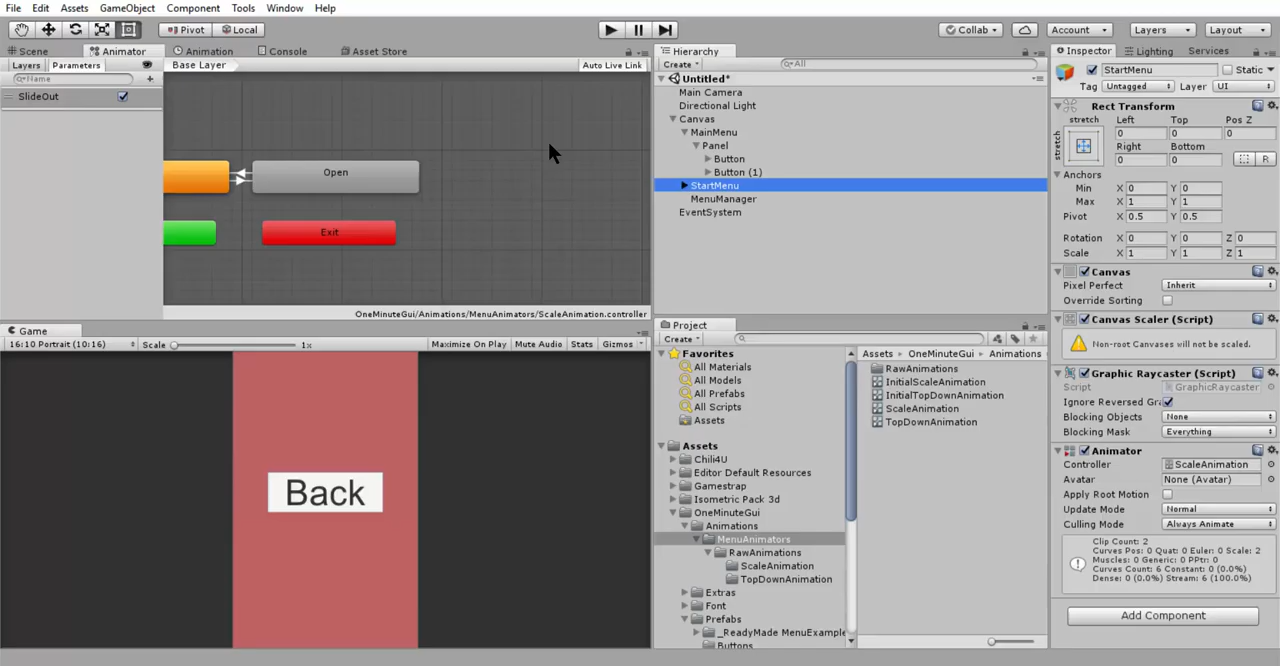 File Edit Assets GameObject Component Tools Window Help
Pivot Local Collab Account Layers Layout
Scene Animator Animation Console Asset Store
Layers Parameters Base Layer Auto Live Link
Name
SlideOut
Open
Exit
OneMinuteGui/Animations/MenuAnimators/ScaleAnimation.controller
Game
16:10 Portrait (10:16) Scale 1x Maximize On Play Mute Audio Stats Gizmos
Back
Hierarchy
Create All
Untitled*
Main Camera
Directional Light
Canvas
MainMenu
Panel
Button
Button (1)
StartMenu
MenuManager
EventSystem
Project
Create
Favorites
All Materials
All Models
All Prefabs
All Scripts
Assets
Assets
Chili4U
Editor Default Resources
Gamestrap
Isometric Pack 3d
OneMinuteGui
Animations
MenuAnimators
RawAnimations
ScaleAnimation
TopDownAnimation
Extras
Font
Prefabs
_ReadyMade MenuExample
Buttons
Assets OneMinuteGui Animations
RawAnimations
InitialScaleAnimation
InitialTopDownAnimation
ScaleAnimation
TopDownAnimation
Inspector Lighting Services
StartMenu Static
Tag Untagged Layer UI
Rect Transform
stretch Left Top Pos Z
stretch 0 0 0
Right Bottom
0 0 R
Anchors
Min X 0 Y 0
Max X 1 Y 1
Pivot X 0.5 Y 0.5
Rotation X 0 Y 0 Z 0
Scale X 1 Y 1 Z 1
Canvas
Pixel Perfect Inherit
Override Sorting
Canvas Scaler (Script)
Non-root Canvases will not be scaled.
Graphic Raycaster (Script)
Script GraphicRaycaster
Ignore Reversed Gra
Blocking Objects None
Blocking Mask Everything
Animator
Controller ScaleAnimation
Avatar None (Avatar)
Apply Root Motion
Update Mode Normal
Culling Mode Always Animate
Clip Count: 2
Curves Pos: 0 Quat: 0 Euler: 0 Scale: 2
Muscles: 0 Generic: 0 PPtr: 0
Curves Count: 6 Constant: 0 (0.0%)
Dense: 0 (0.0%) Stream: 6 (100.0%)
Add Component